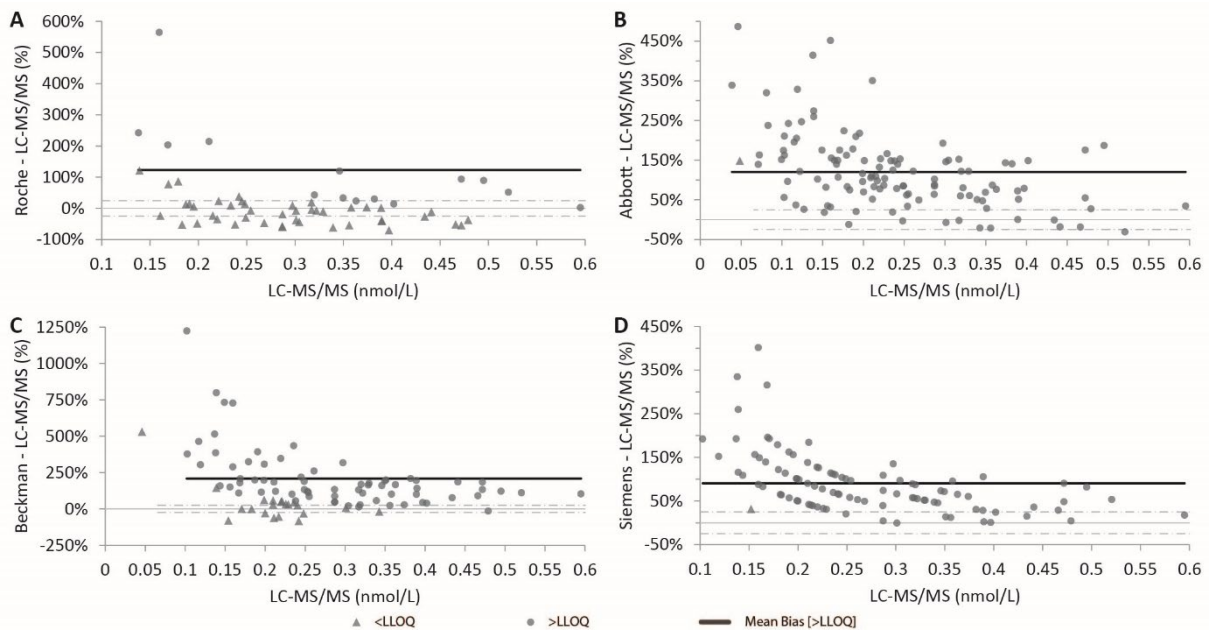 A
Roche - LC-MS/MS (%)
600%
500%
400%
300%
200%
100%
0%
-100%
0.1 0.15 0.2 0.25 0.3 0.35 0.4 0.45 0.5 0.55 0.6
LC-MS/MS (nmol/L)
B
Abbott - LC-MS/MS (%)
450%
350%
250%
150%
50%
-50%
0 0.05 0.1 0.15 0.2 0.25 0.3 0.35 0.4 0.45 0.5 0.55 0.6
LC-MS/MS (nmol/L)
C
Beckman - LC-MS/MS (%)
1250%
1000%
750%
500%
250%
0%
-250%
0 0.05 0.1 0.15 0.2 0.25 0.3 0.35 0.4 0.45 0.5 0.55 0.6
LC-MS/MS (nmol/L)
D
Siemens - LC-MS/MS (%)
450%
350%
250%
150%
50%
-50%
0.1 0.15 0.2 0.25 0.3 0.35 0.4 0.45 0.5 0.55 0.6
LC-MS/MS (nmol/L)
<LLOQ >LLOQ Mean Bias [>LLOQ]